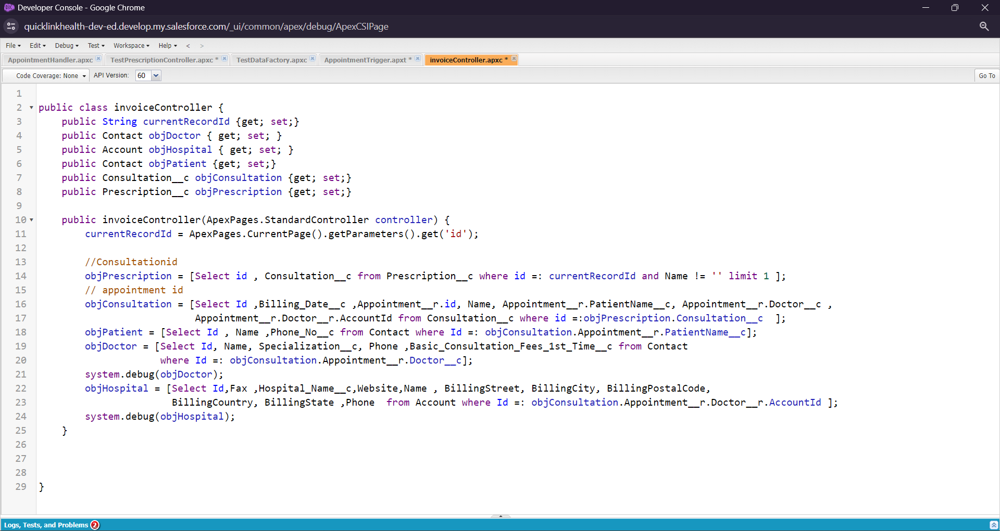 Developer Console - Google Chrome
quicklinkhealth-dev-ed.develop.my.salesforce.com/_ui/common/apex/debug/ApexCSIPage
File Edit Debug Test Workspace Help < >
AppointmentHandler.apxc TestPrescriptionController.apxc * TestDataFactory.apxc AppointmentTrigger.apxt * invoiceController.apxc *
Code Coverage: None API Version: 60 Go To
1
2 public class invoiceController {
3 public String currentRecordId {get; set;}
4 public Contact objDoctor { get; set; }
5 public Account objHospital { get; set; }
6 public Contact objPatient {get; set;}
7 public Consultation__c objConsultation {get; set;}
8 public Prescription__c objPrescription {get; set;}
9
10 public invoiceController(ApexPages.StandardController controller) {
11 currentRecordId = ApexPages.CurrentPage().getParameters().get('id');
12
13 //Consultationid
14 objPrescription = [Select id , Consultation__c from Prescription__c where id =: currentRecordId and Name != '' limit 1 ];
15 // appointment id
16 objConsultation = [Select Id ,Billing_Date__c ,Appointment__r.id, Name, Appointment__r.PatientName__c, Appointment__r.Doctor__c ,
17 Appointment__r.Doctor__r.AccountId from Consultation__c where id =:objPrescription.Consultation__c ];
18 objPatient = [Select Id , Name ,Phone_No__c from Contact where Id =: objConsultation.Appointment__r.PatientName__c];
19 objDoctor = [Select Id, Name, Specialization__c, Phone ,Basic_Consultation_Fees_1st_Time__c from Contact
20 where Id =: objConsultation.Appointment__r.Doctor__c];
21 system.debug(objDoctor);
22 objHospital = [Select Id,Fax ,Hospital_Name__c,Website,Name , BillingStreet, BillingCity, BillingPostalCode,
23 BillingCountry, BillingState ,Phone from Account where Id =: objConsultation.Appointment__r.Doctor__r.AccountId ];
24 system.debug(objHospital);
25 }
26
27
28
29 }
Logs, Tests, and Problems 2